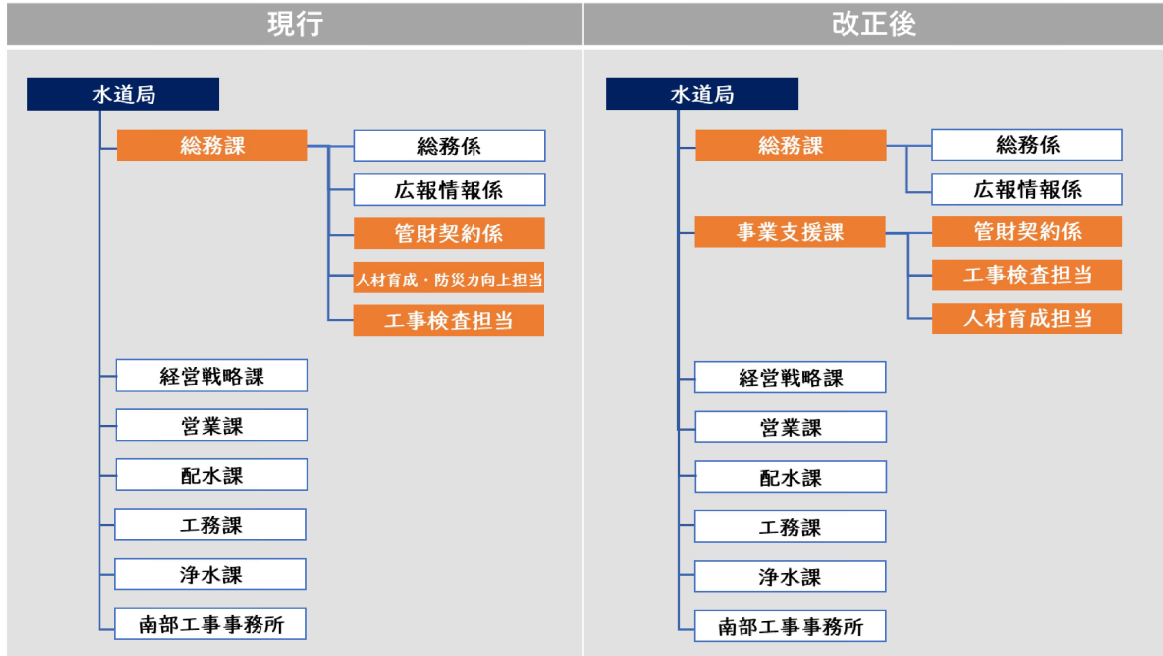 現行
水道局
総務課
総務係
広報情報係
管財契約係
人材育成・防災力向上担当
工事検査担当
経営戦略課
営業課
配水課
工務課
浄水課
南部工事事務所
改正後
水道局
総務課
総務係
広報情報係
事業支援課
管財契約係
工事検査担当
人材育成担当
経営戦略課
営業課
配水課
工務課
浄水課
南部工事事務所